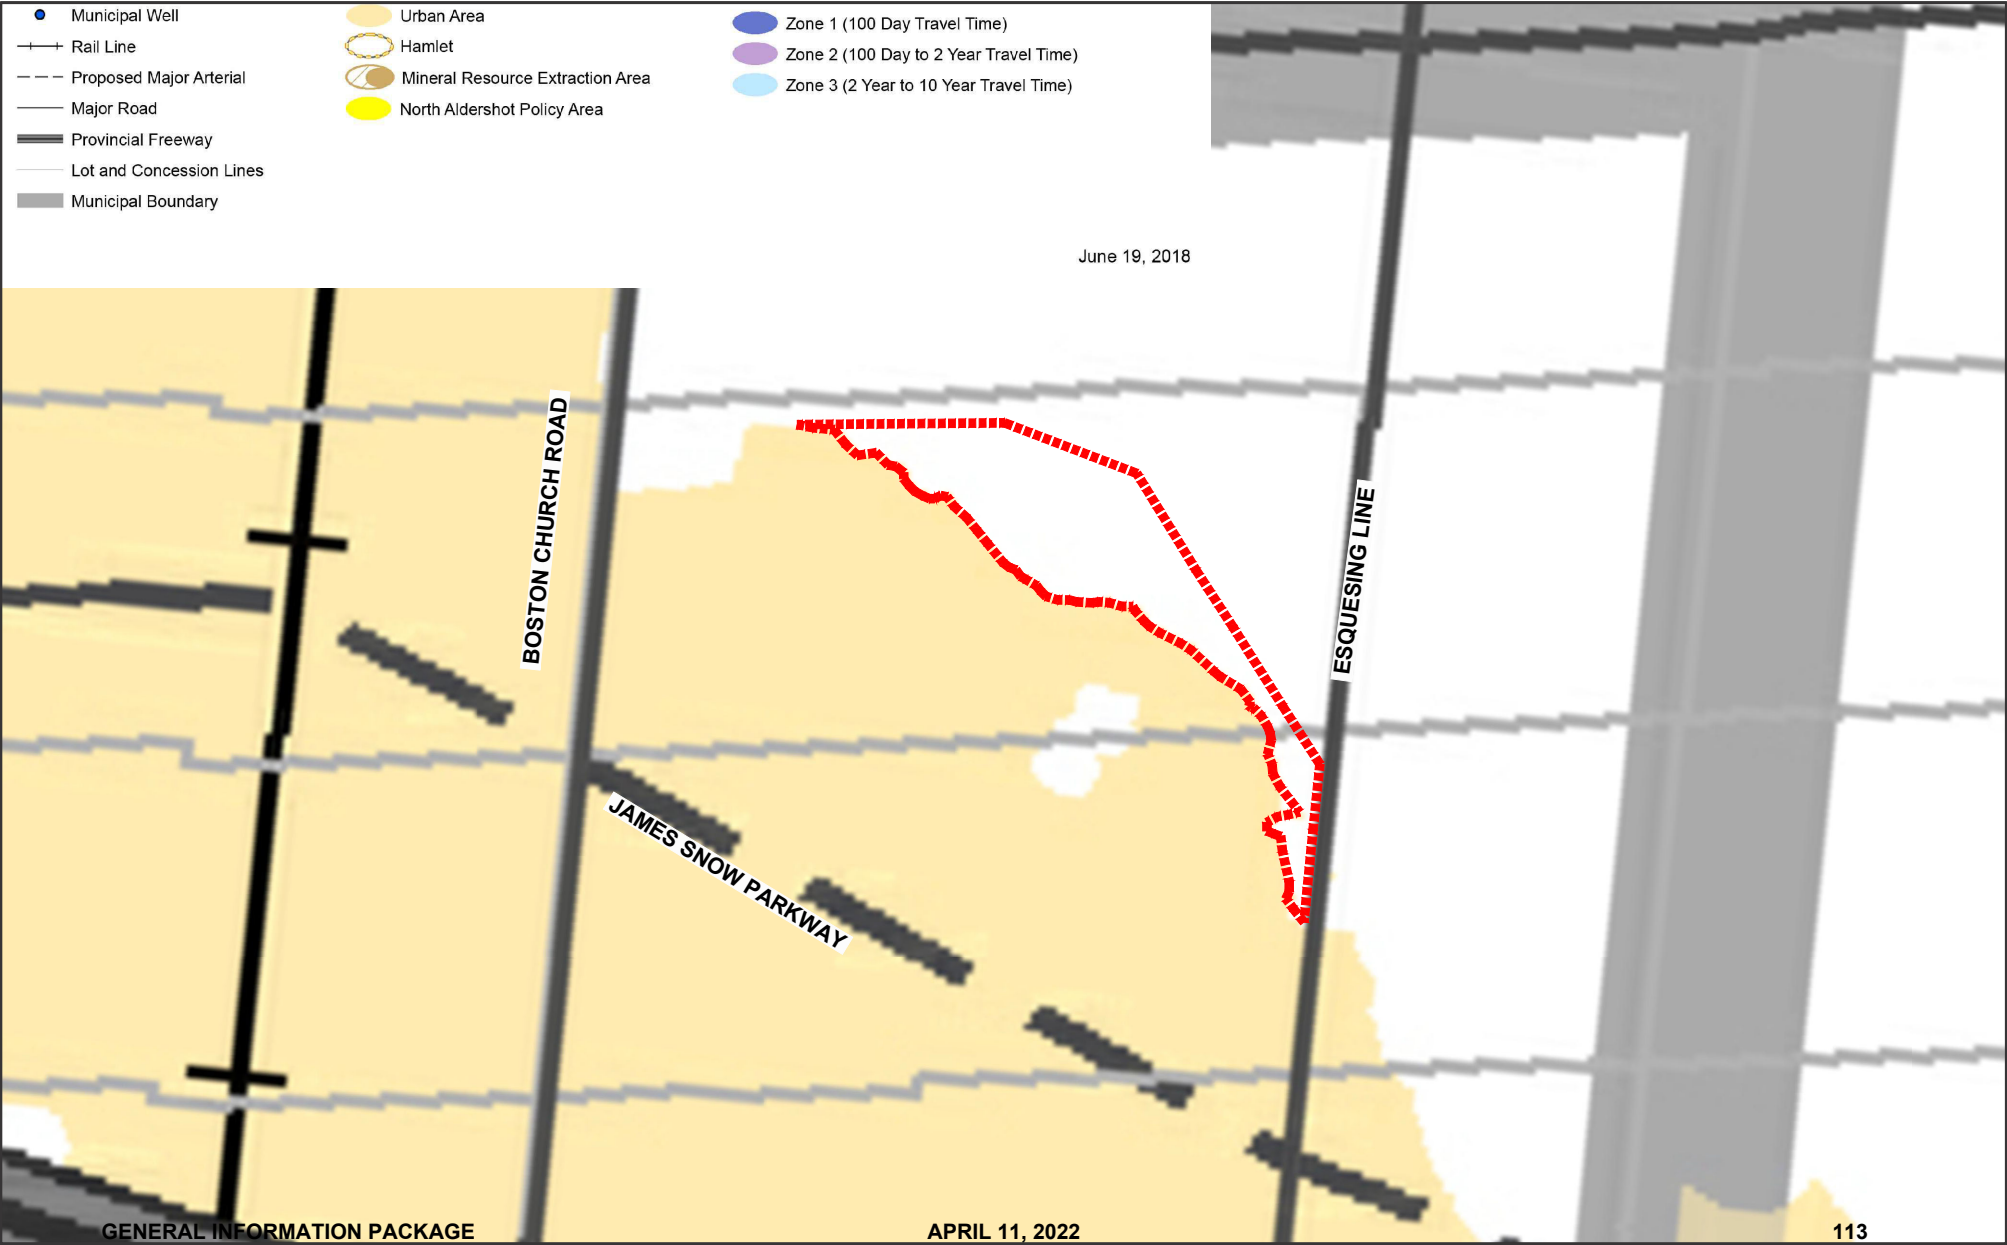 Municipal Well
Rail Line
Proposed Major Arterial
Major Road
Provincial Freeway
Lot and Concession Lines
Municipal Boundary
Urban Area
Hamlet
Mineral Resource Extraction Area
North Aldershot Policy Area
Zone 1 (100 Day Travel Time)
Zone 2 (100 Day to 2 Year Travel Time)
Zone 3 (2 Year to 10 Year Travel Time)
June 19, 2018
BOSTON CHURCH ROAD
ESQUESING LINE
JAMES SNOW PARKWAY
GENERAL INFORMATION PACKAGE
APRIL 11, 2022
113